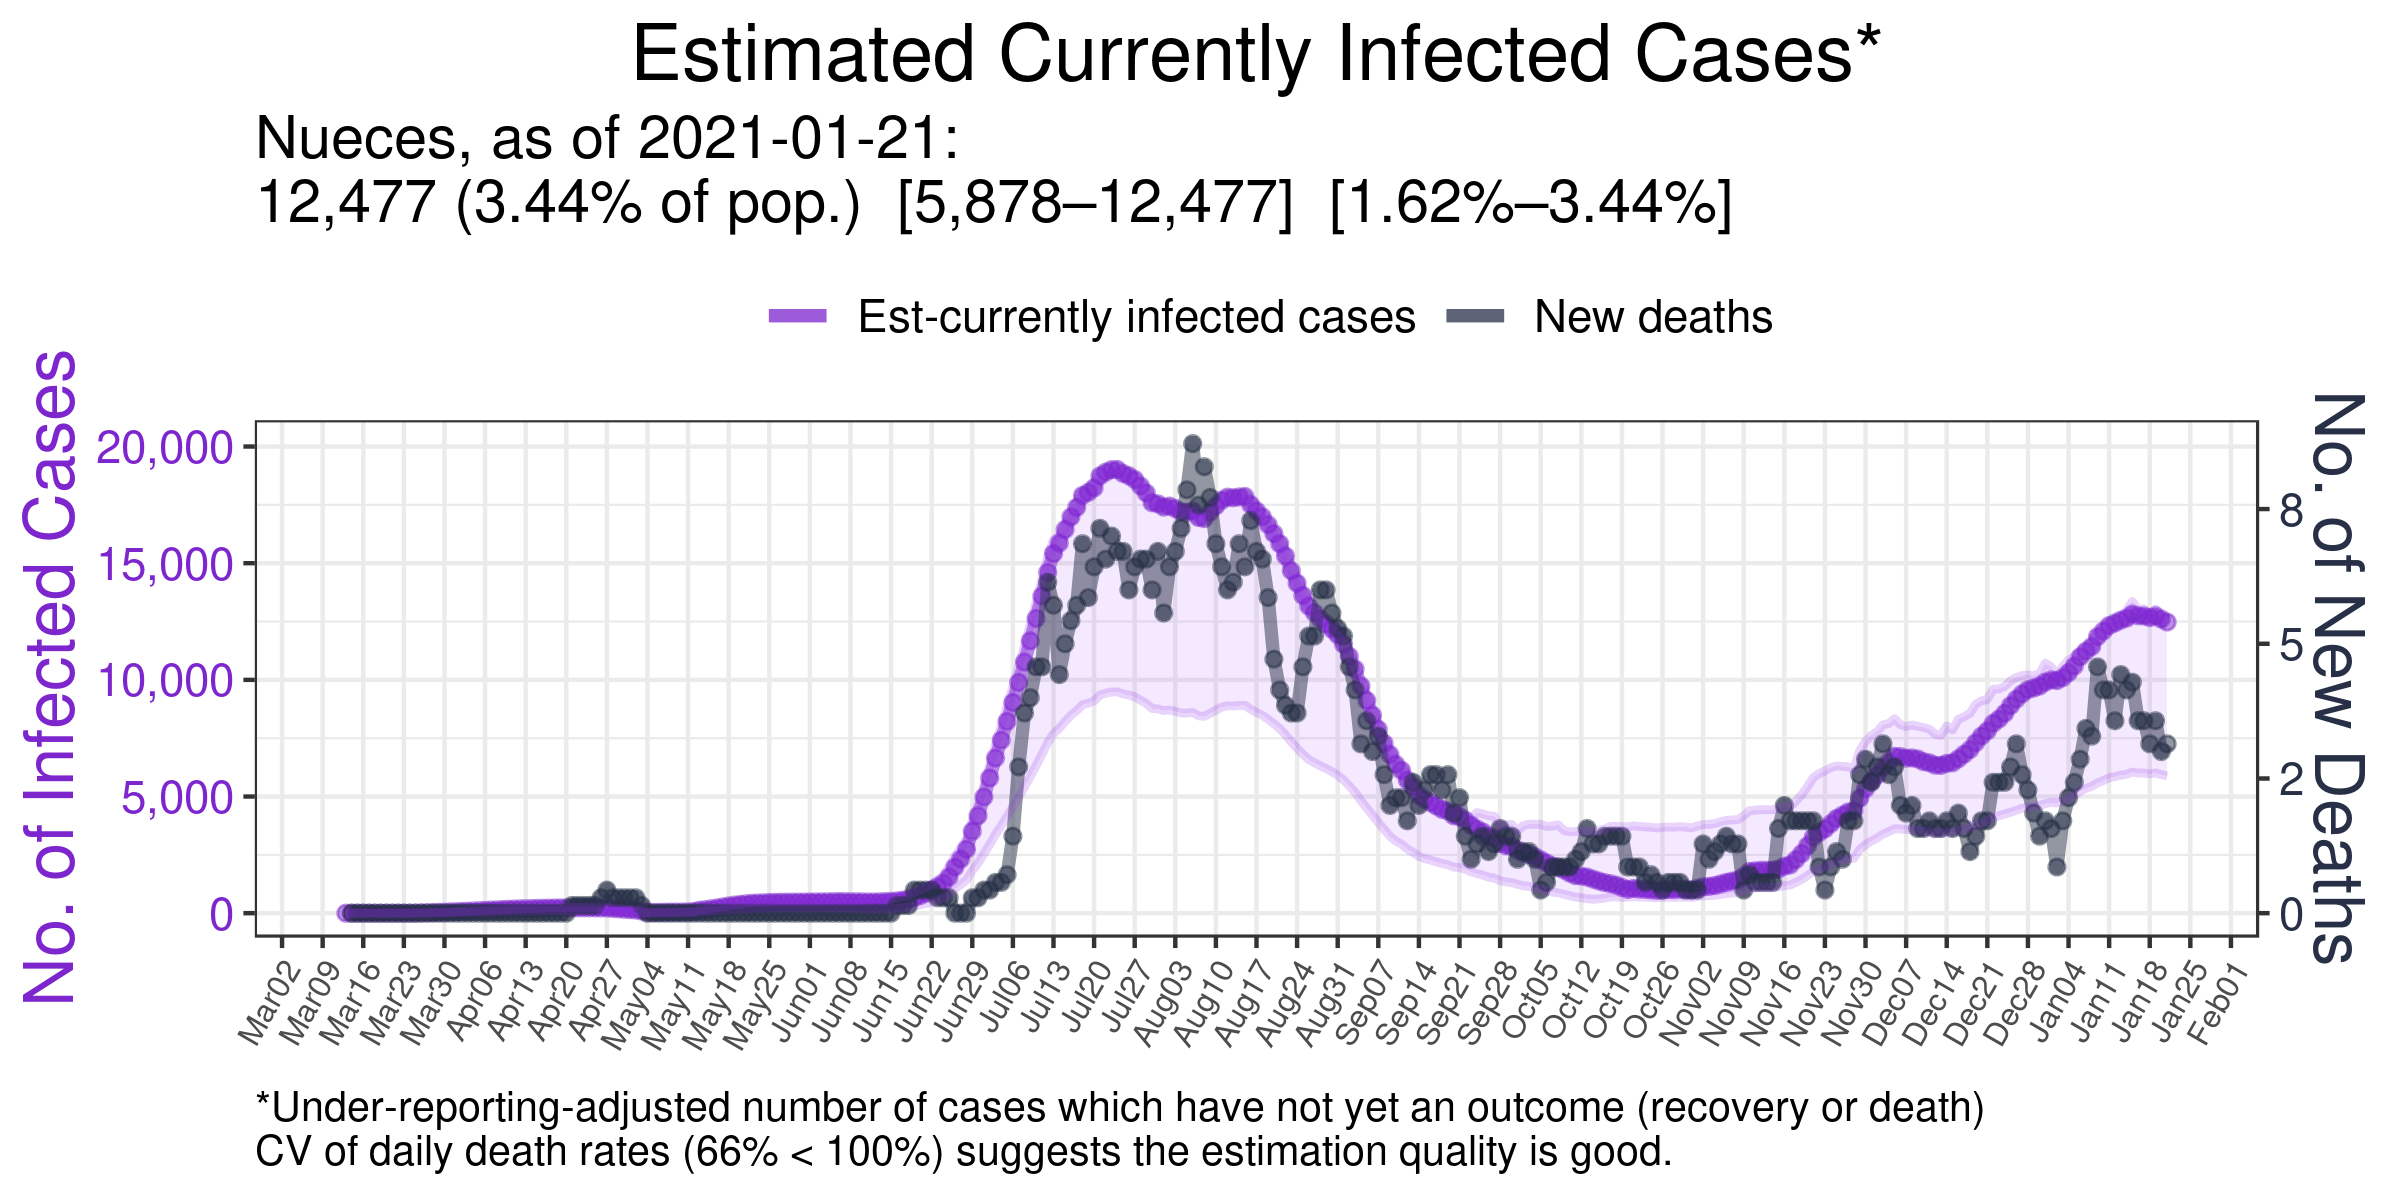 Estimated Currently Infected Cases*
Nueces, as of 2021-01-21:
12,477 (3.44% of pop.) [5,878–12,477] [1.62%–3.44%]
Est-currently infected cases
New deaths
No. of Infected Cases
20,000
15,000
10,000
5,000
0
No. of New Deaths
8
5
2
0
Mar02
Mar09
Mar16
Mar23
Mar30
Apr06
Apr13
Apr20
Apr27
May04
May11
May18
May25
Jun01
Jun08
Jun15
Jun22
Jun29
Jul06
Jul13
Jul20
Jul27
Aug03
Aug10
Aug17
Aug24
Aug31
Sep07
Sep14
Sep21
Sep28
Oct05
Oct12
Oct19
Oct26
Nov02
Nov09
Nov16
Nov23
Nov30
Dec07
Dec14
Dec21
Dec28
Jan04
Jan11
Jan18
Jan25
Feb01
*Under-reporting-adjusted number of cases which have not yet an outcome (recovery or death)
CV of daily death rates (66% < 100%) suggests the estimation quality is good.